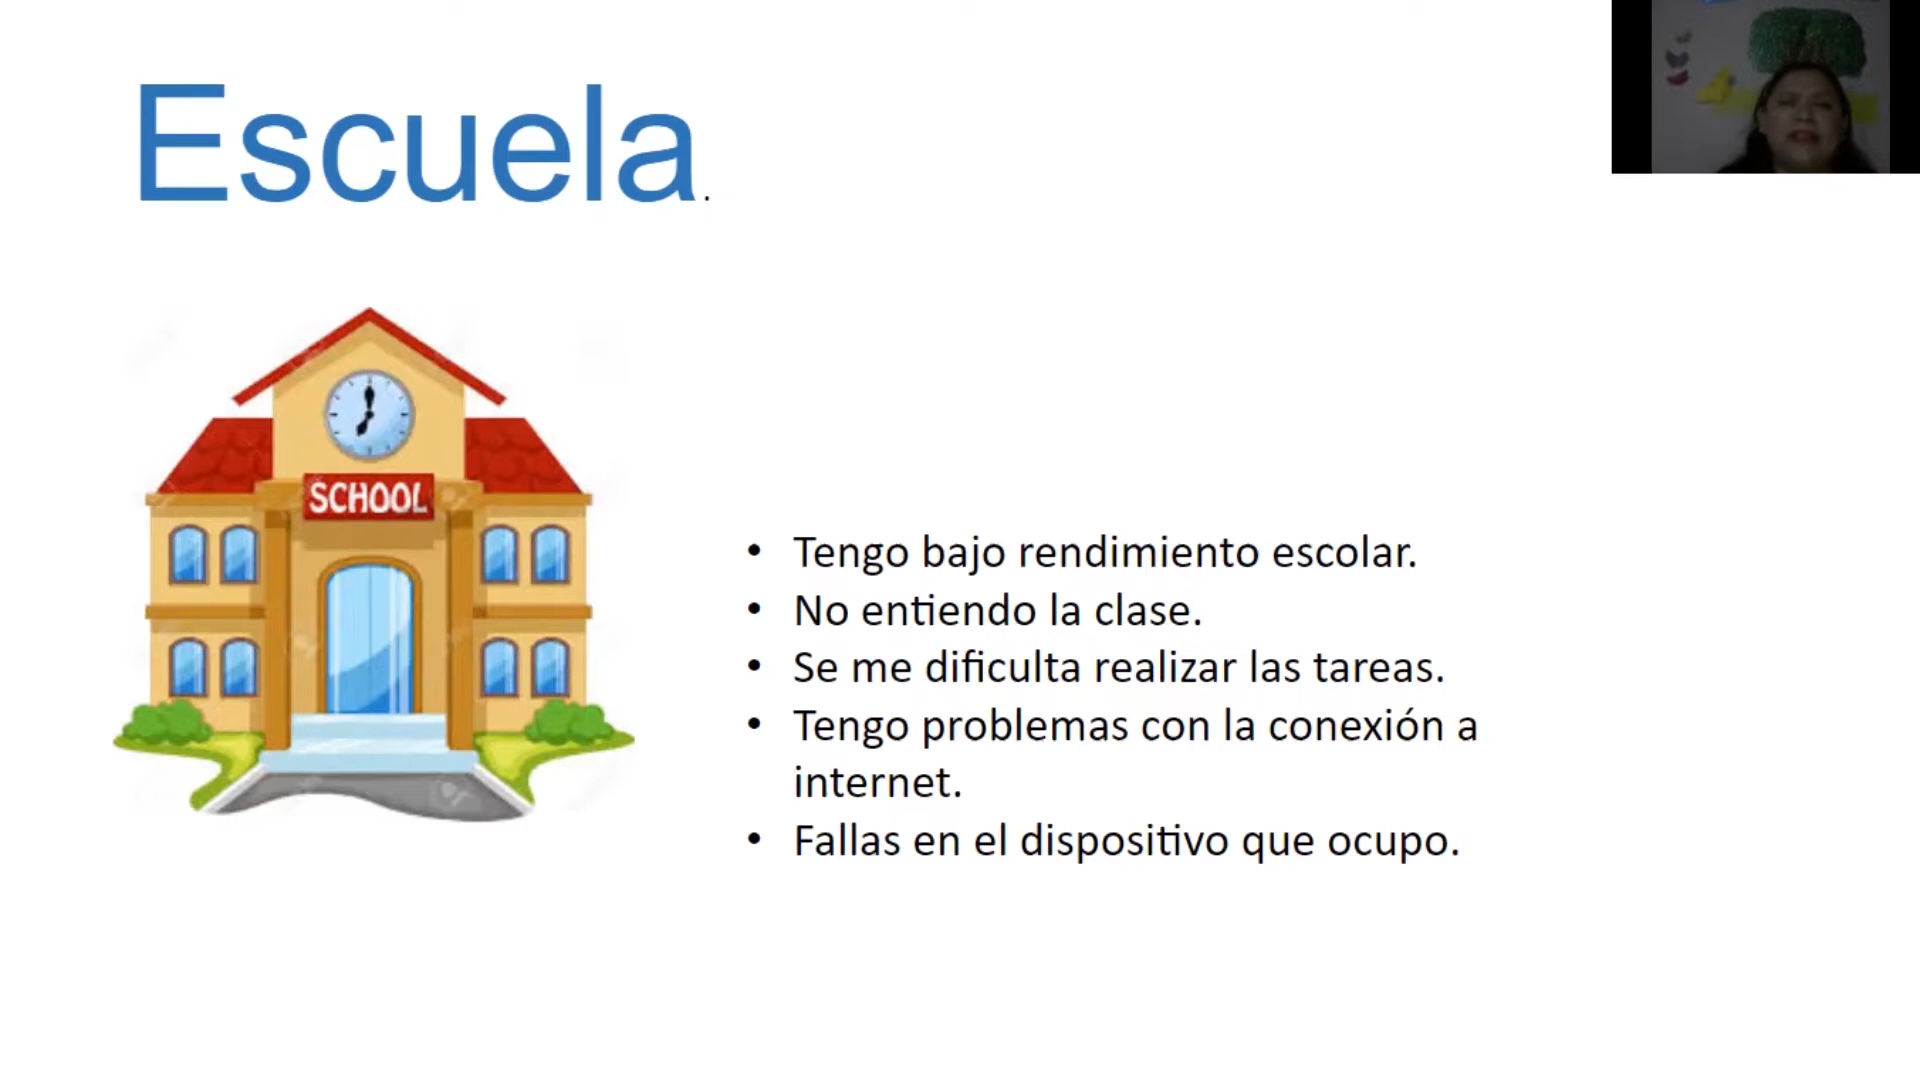 Escuela.
SCHOOL
• Tengo bajo rendimiento escolar.
• No entiendo la clase.
• Se me dificulta realizar las tareas.
• Tengo problemas con la conexión a
internet.
• Fallas en el dispositivo que ocupo.